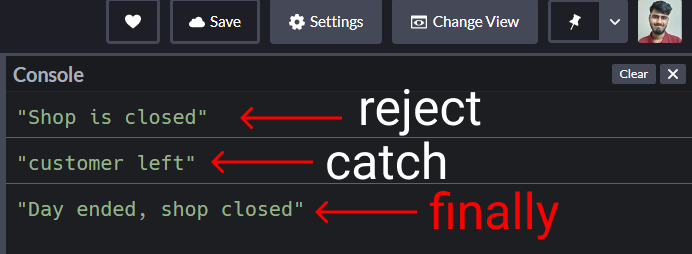 Save Settings Change View
Console Clear
"Shop is closed" reject
"customer left" catch
"Day ended, shop closed" finally